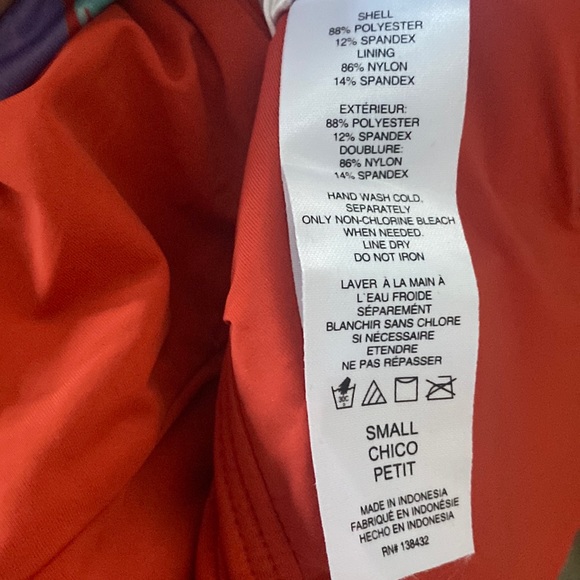 SHELL
88% POLYESTER
12% SPANDEX
LINING
86% NYLON
14% SPANDEX
EXTÉRIEUR:
88% POLYESTER
12% SPANDEX
DOUBLURE:
86% NYLON
14% SPANDEX
HAND WASH COLD,
SEPARATELY
ONLY NON-CHLORINE BLEACH
WHEN NEEDED.
LINE DRY
DO NOT IRON
LAVER À LA MAIN À
L'EAU FROIDE
SÉPARÉMENT
BLANCHIR SANS CHLORE
SI NÉCESSAIRE
ETENDRE
NE PAS RÉPASSER
30C
SMALL
CHICO
PETIT
MADE IN INDONESIA
FABRIQUÉ EN INDONÉSIE
HECHO EN INDONESIA
RN# 138432